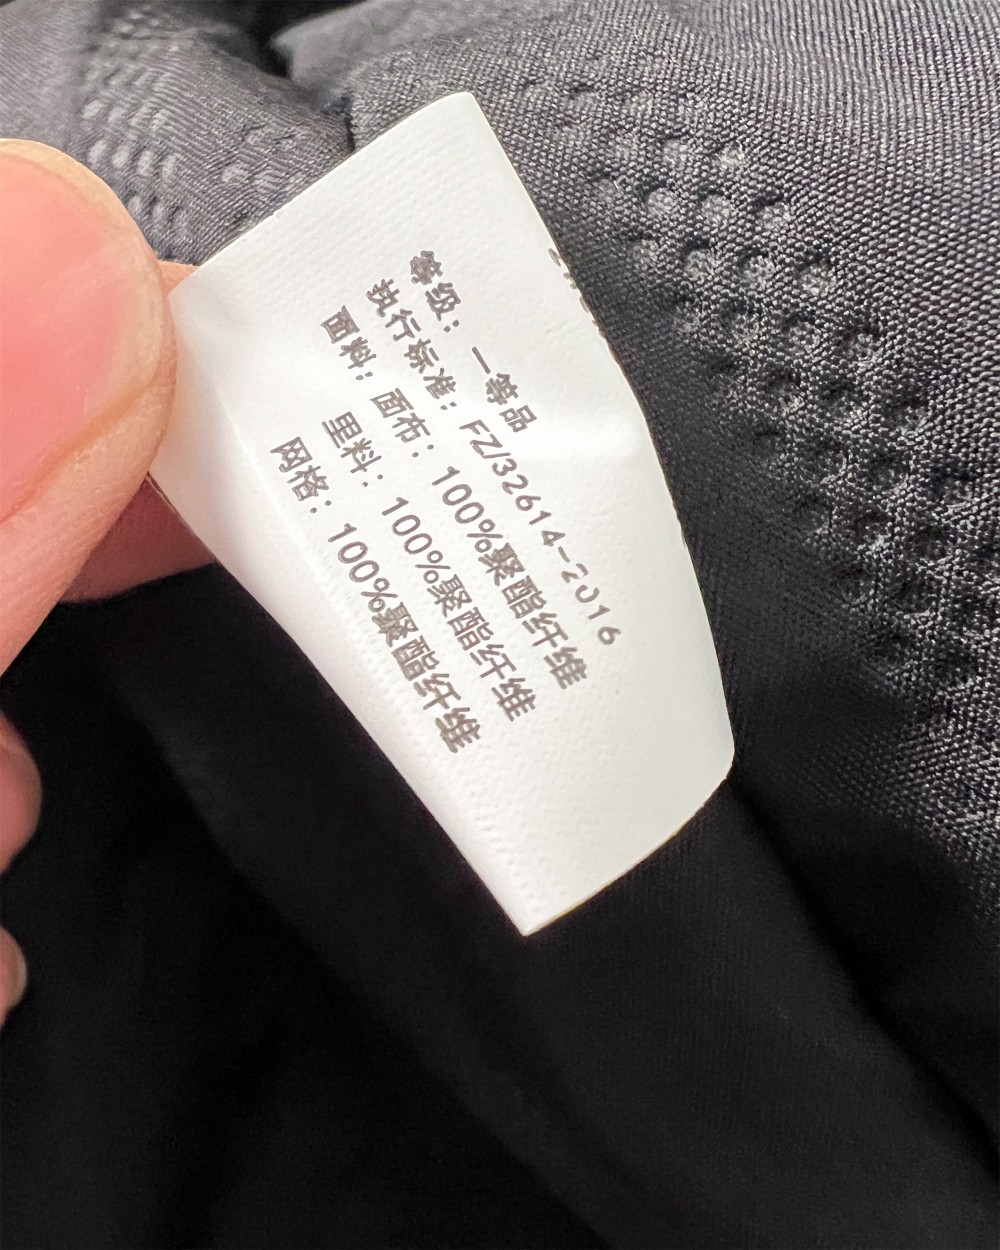 等级：一等品
执行标准：FZ/32614-2016
面料：面布：100%聚酯纤维
里料：100%聚酯纤维
网格：100%聚酯纤维